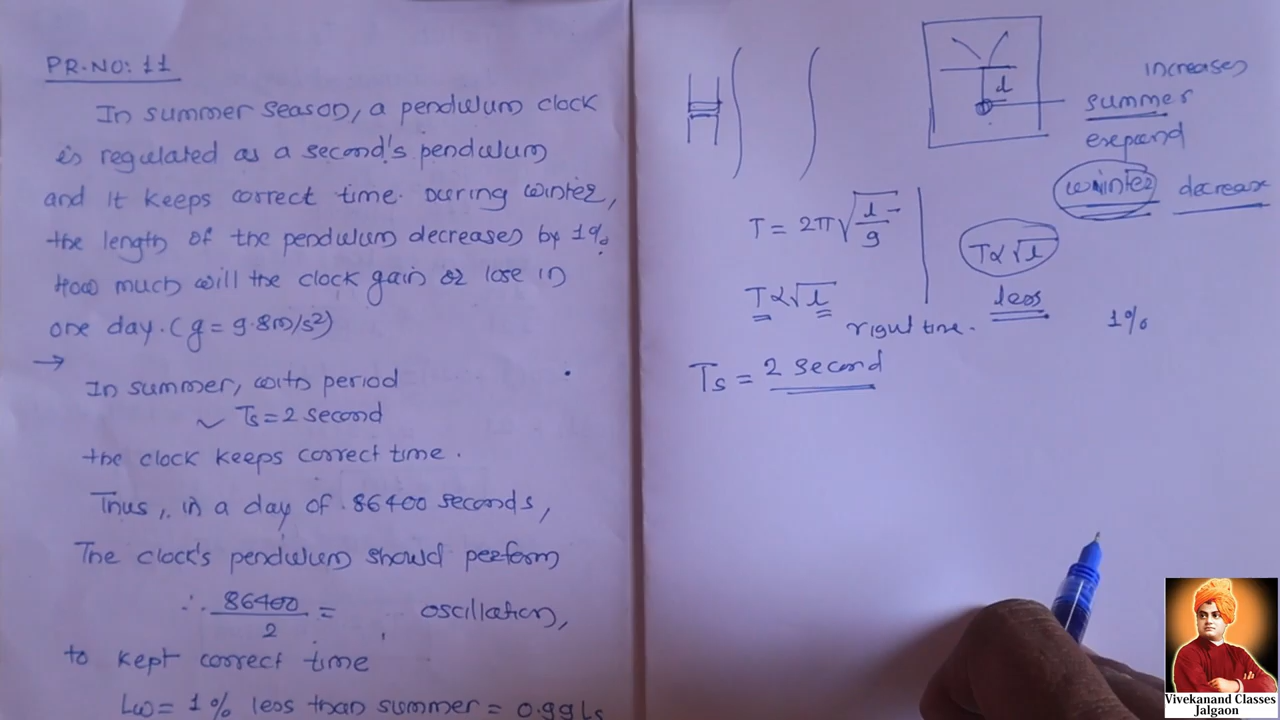 PR.NO: 11
In summer season, a pendulum clock
is regulated as a second's pendulum
and it keeps correct time. During winter,
the length of the pendulum decreases by 1%.
How much will the clock gain or lose in
one day. (g = 9.8m/s²)
→
In summer, with period
~ Ts = 2 second
the clock keeps correct time.
Thus, in a day of 86400 seconds,
The clock's pendulum should perform
∴ 86400/2 = oscillation,
to kept correct time
Lw = 1% less than summer = 0.99Ls
l
increases
summer
exepand
winter decrease
T = 2π√l/g
T∝√l
T∝√l
less
right time.
1%
Ts = 2 second
Vivekanand Classes
Jalgaon